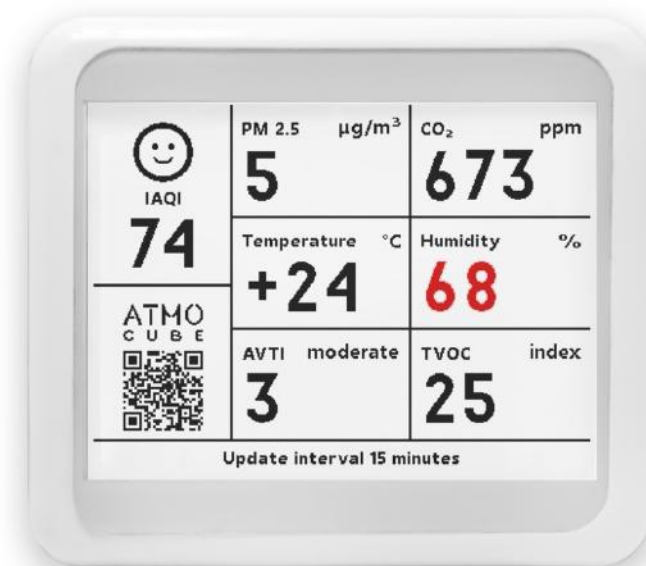 IAQI
74
ATMO
CUBE
PM 2.5 µg/m³
5
CO₂ ppm
673
Temperature °C
+24
Humidity %
68
AVTI moderate
3
TVOC index
25
Update interval 15 minutes